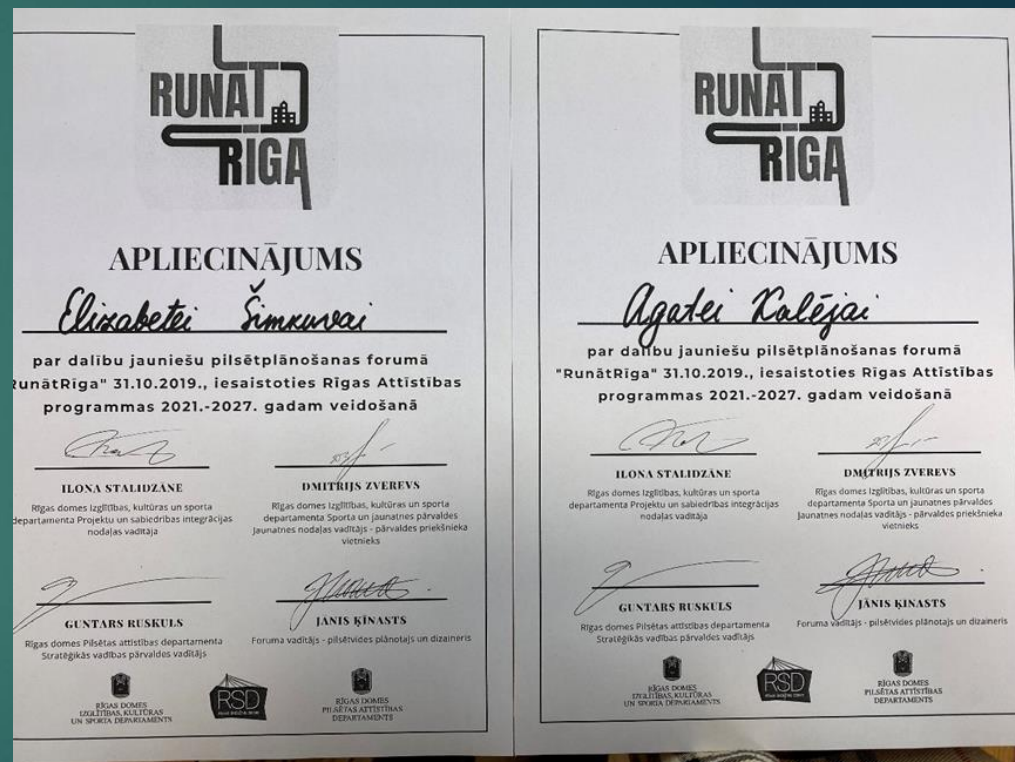 RUNĀT
RĪGA
APLIECINĀJUMS
Elizabetei Šimkuvai
par dalību jauniešu pilsētplānošanas forumā
"RunātRīga" 31.10.2019., iesaistoties Rīgas Attīstības
programmas 2021.-2027. gadam veidošanā
ILONA STALIDZĀNE
Rīgas domes Izglītības, kultūras un sporta
departamenta Projektu un sabiedrības integrācijas
nodaļas vadītāja
DMITRIJS ZVEREVS
Rīgas domes Izglītības, kultūras un sporta
departamenta Sporta un jaunatnes pārvaldes
Jaunatnes nodaļas vadītājs - pārvaldes priekšnieka
vietnieks
GUNTARS RUSKULS
Rīgas domes Pilsētas attīstības departamenta
Stratēģikās vadības pārvaldes vadītājs
JĀNIS ĶĪNASTS
Foruma vadītājs - pilsētvides plānotājs un dizaineris
RĪGAS DOMES
IZGLĪTĪBAS, KULTŪRAS
UN SPORTA DEPARTAMENTS
RSD
RĪGAS DOMES
PILSĒTAS ATTĪSTĪBAS
DEPARTAMENTS
RUNĀT
RĪGA
APLIECINĀJUMS
Agatei Kalējai
par dalību jauniešu pilsētplānošanas forumā
"RunātRīga" 31.10.2019., iesaistoties Rīgas Attīstības
programmas 2021.-2027. gadam veidošanā
ILONA STALIDZĀNE
Rīgas domes Izglītības, kultūras un sporta
departamenta Projektu un sabiedrības integrācijas
nodaļas vadītāja
DMITRIJS ZVEREVS
Rīgas domes Izglītības, kultūras un sporta
departamenta Sporta un jaunatnes pārvaldes
Jaunatnes nodaļas vadītājs - pārvaldes priekšnieka
vietnieks
GUNTARS RUSKULS
Rīgas domes Pilsētas attīstības departamenta
Stratēģikās vadības pārvaldes vadītājs
JĀNIS ĶĪNASTS
Foruma vadītājs - pilsētvides plānotājs un dizaineris
RĪGAS DOMES
IZGLĪTĪBAS, KULTŪRAS
UN SPORTA DEPARTAMENTS
RSD
RĪGAS DOMES
PILSĒTAS ATTĪSTĪBAS
DEPARTAMENTS